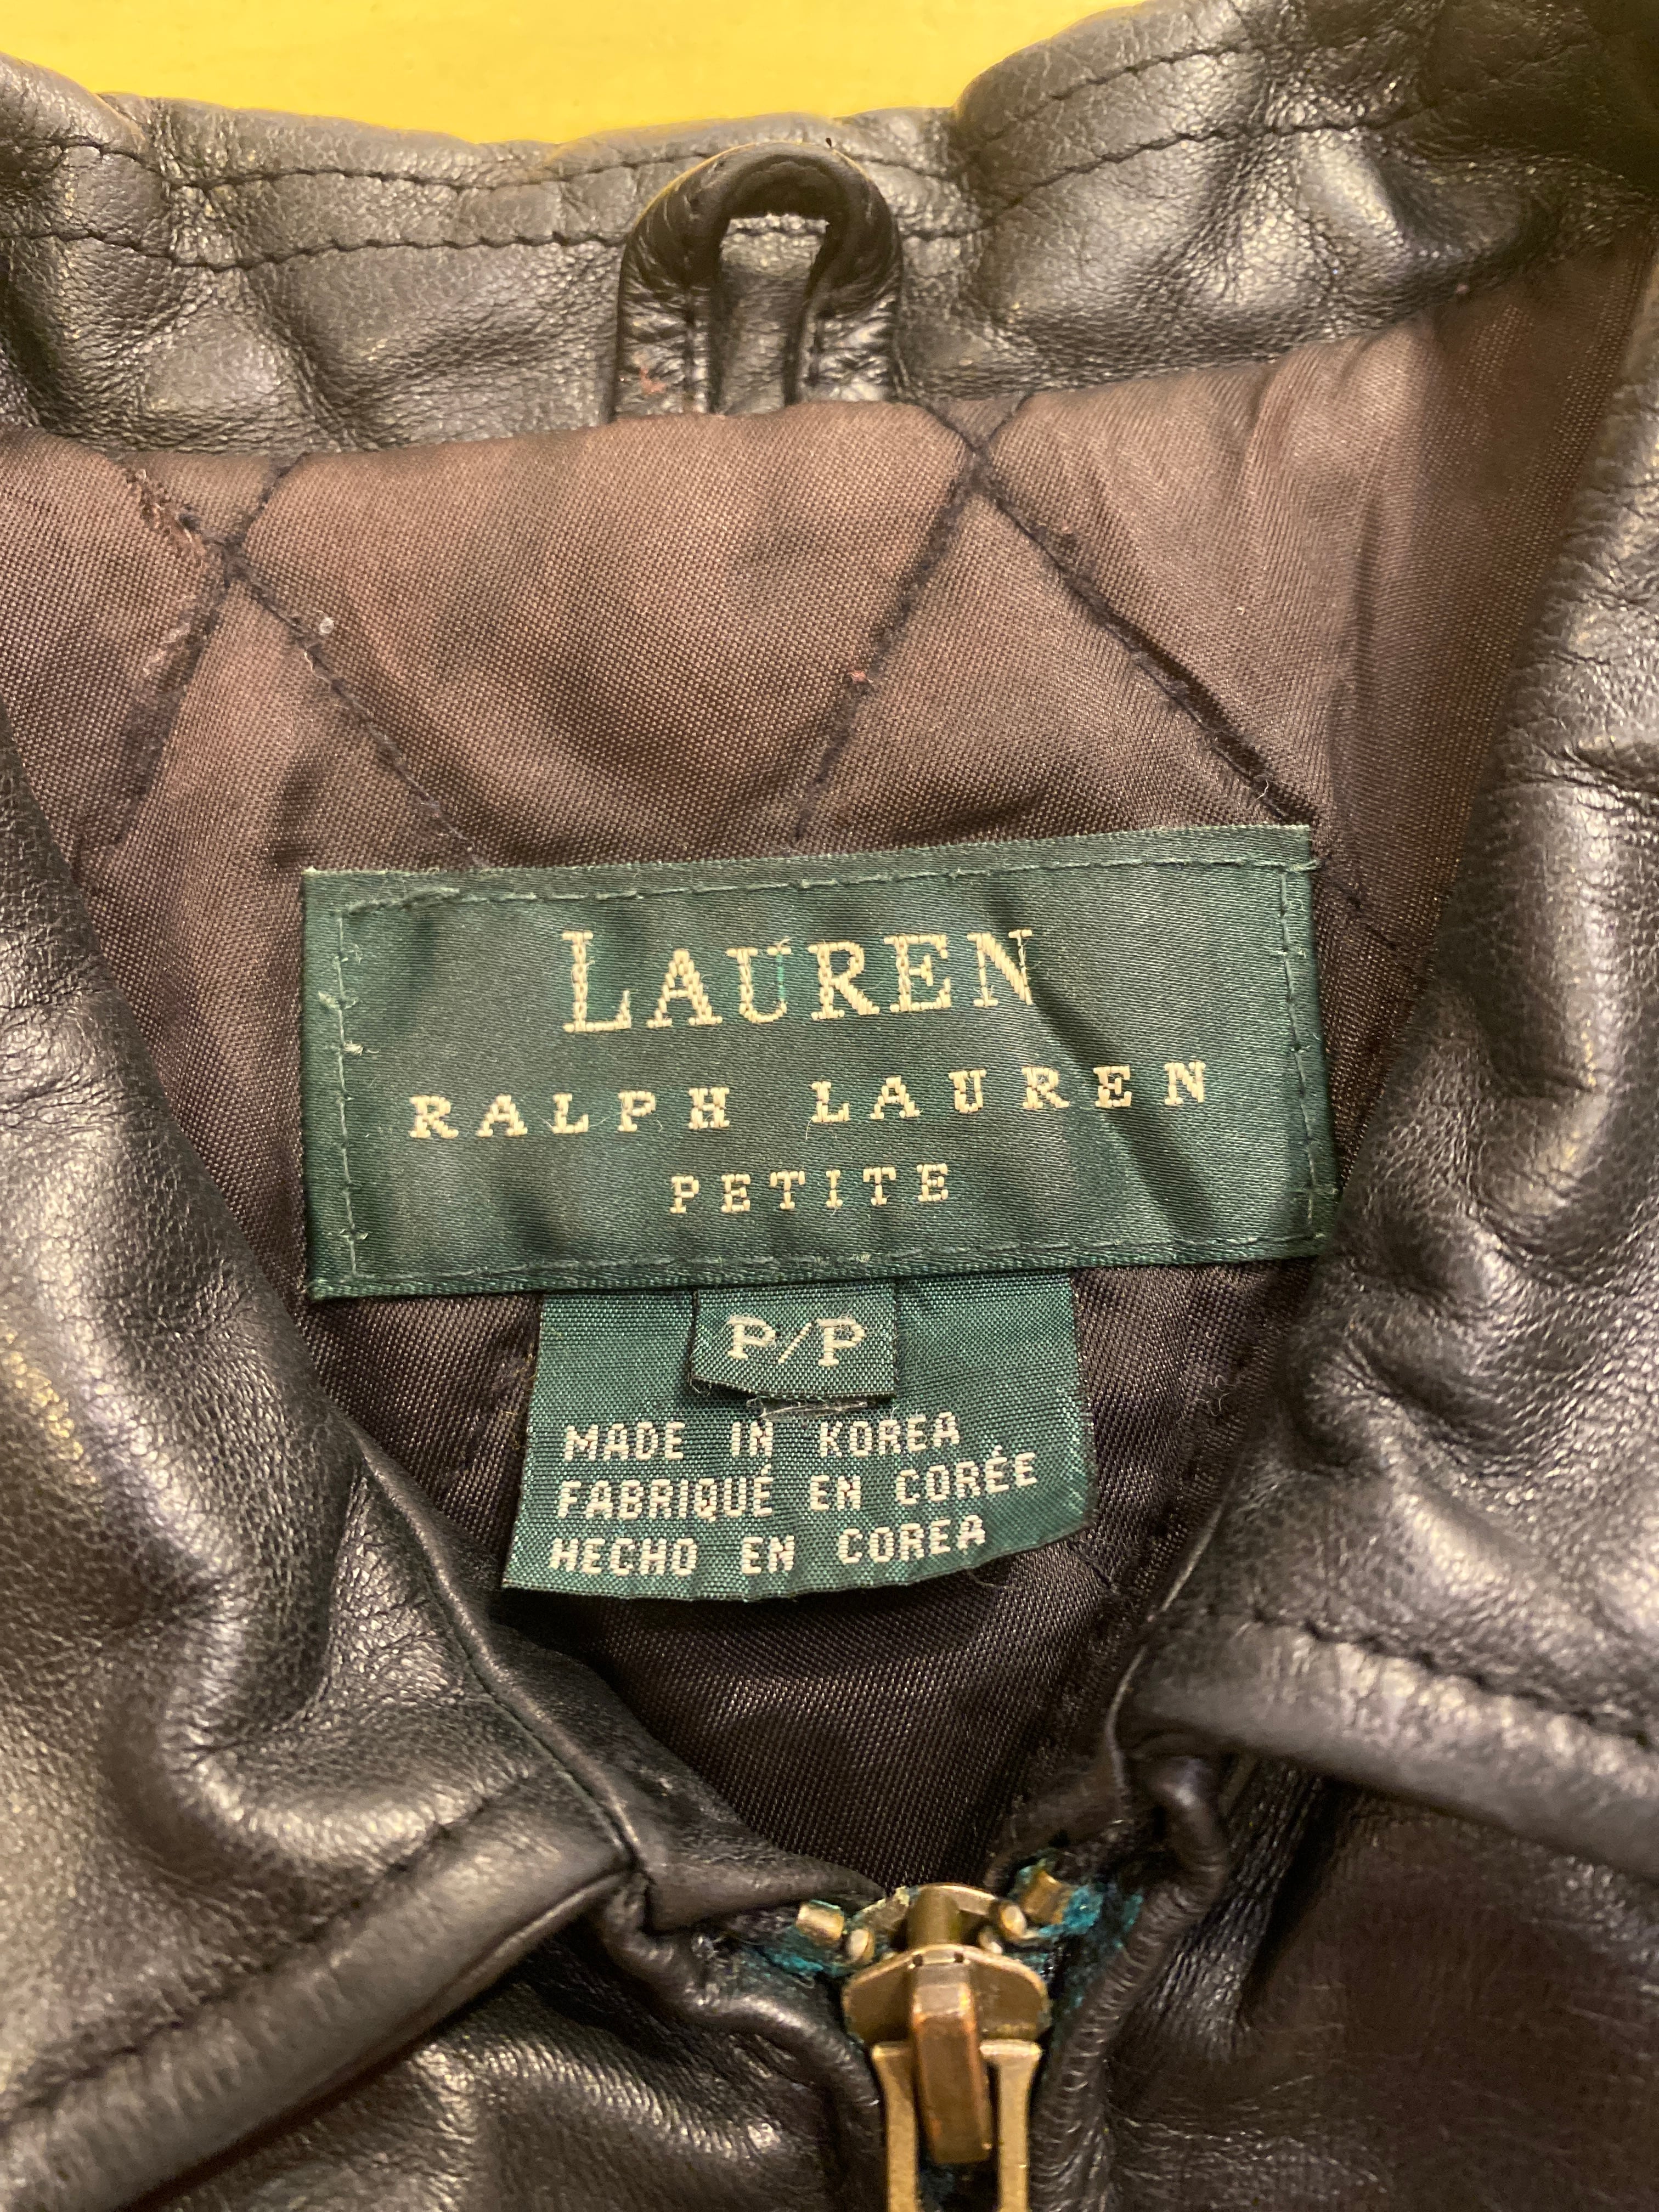 LAUREN
RALPH LAUREN
PETITE
P/P
MADE IN KOREA
FABRIQUÉ EN CORÉE
HECHO EN COREA